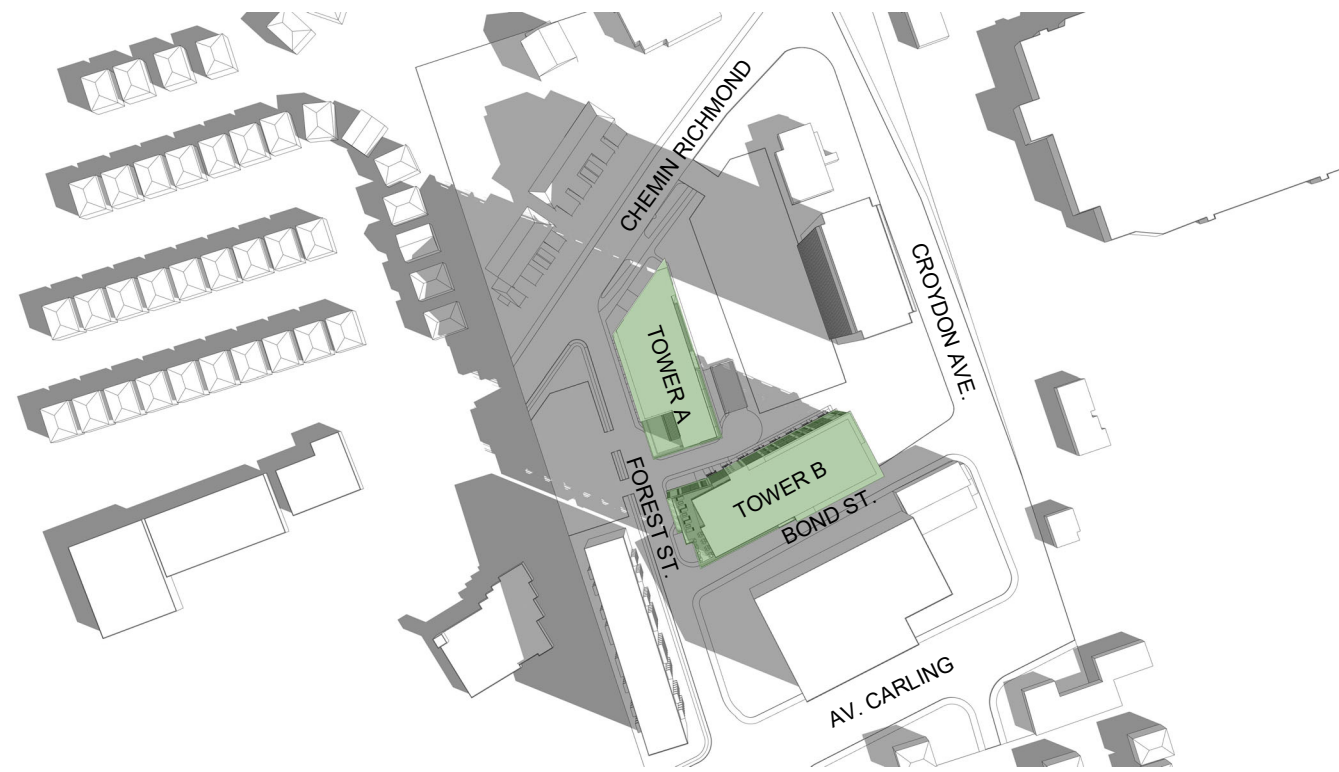 CHEMIN RICHMOND
CROYDON AVE.
TOWER A
FOREST ST.
TOWER B
BOND ST.
AV. CARLING